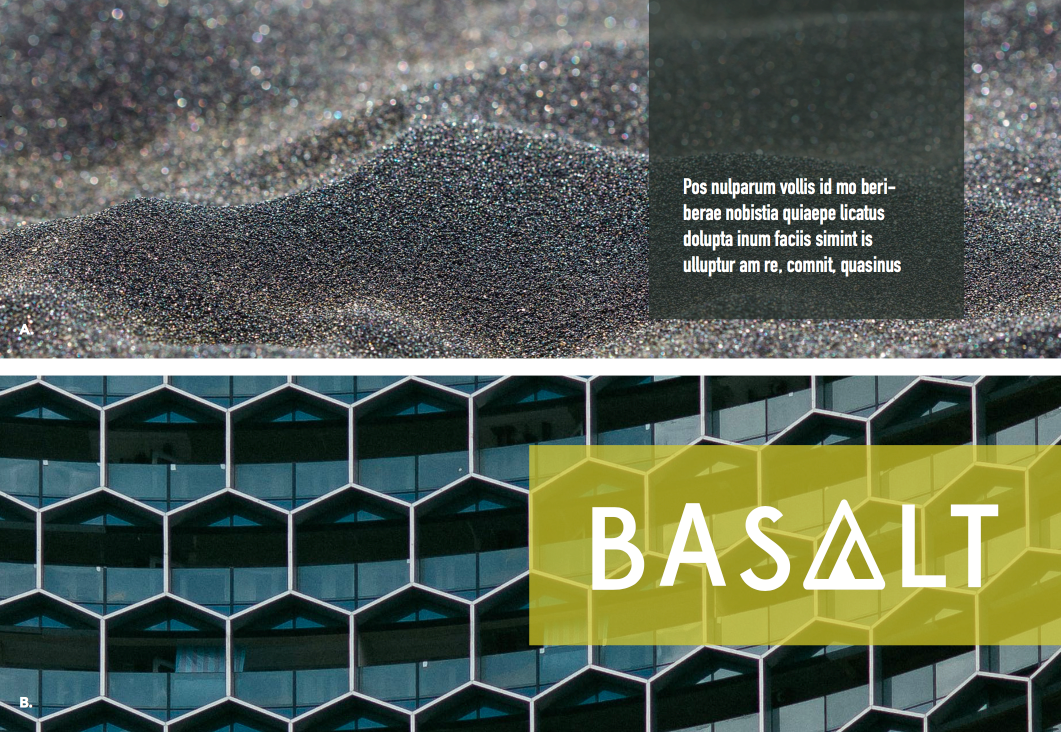 Pos nulparum vollis id mo beri-
berae nobistia quiaepe licatus
dolupta inum faciis simint is
ulluptur am re, comnit, quasinus
A.
BASALT
B.